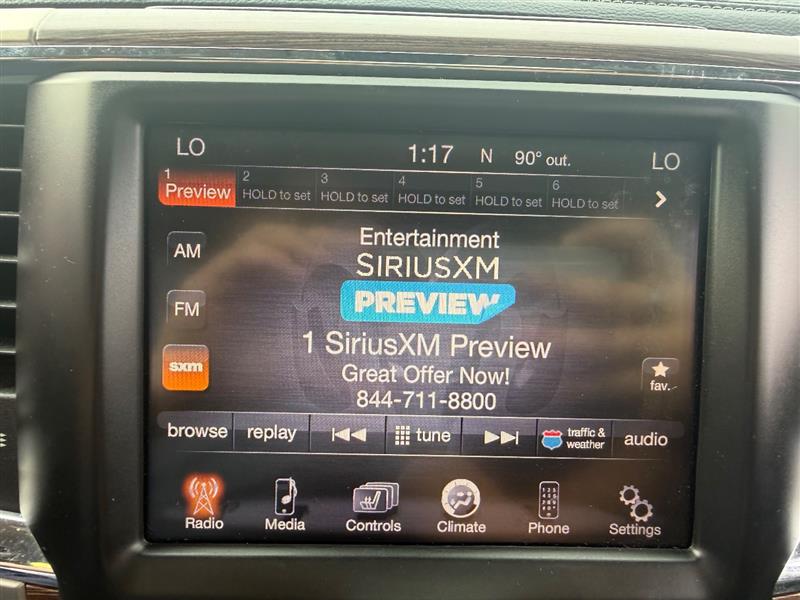 LO 1:17 N 90° out. LO
1 Preview 2 HOLD to set 3 HOLD to set 4 HOLD to set 5 HOLD to set 6 HOLD to set >
AM
FM
sxm
Entertainment
SIRIUSXM
PREVIEW
1 SiriusXM Preview
Great Offer Now!
844-711-8800
fav.
browse replay tune traffic & weather audio
Radio Media Controls Climate Phone Settings